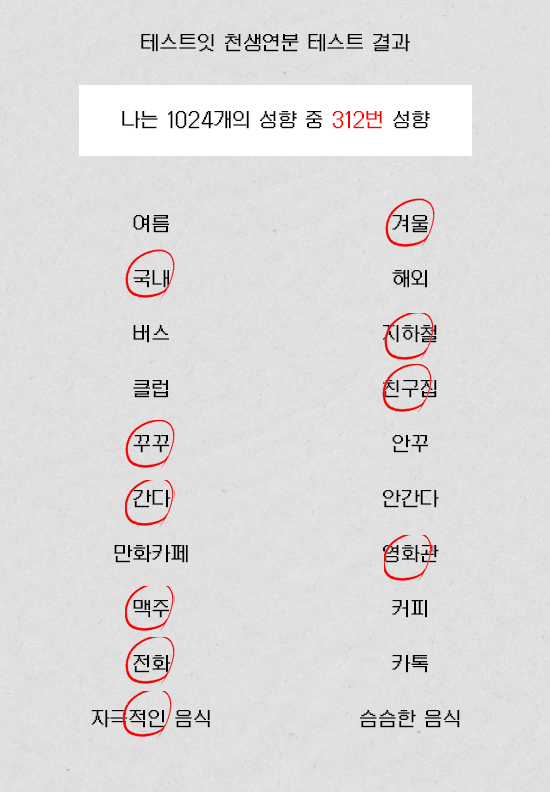 테스트잇 천생연분 테스트 결과
나는 1024개의 성향 중 312번 성향
여름 겨울
국내 해외
버스 지하철
클럽 친구집
꾸꾸 안꾸
간다 안간다
만화카페 영화관
맥주 커피
전화 카톡
자극적인 음식 슴슴한 음식